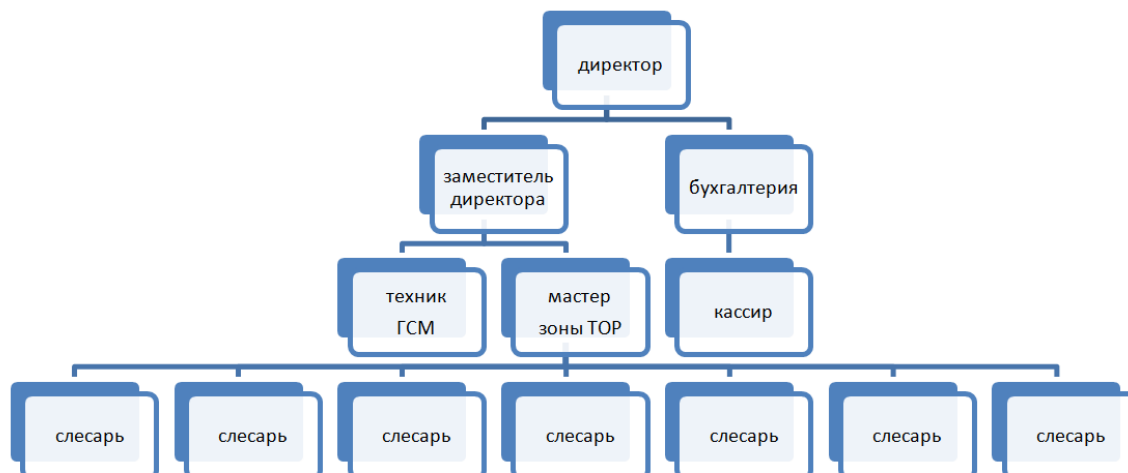 директор
заместитель
директора
бухгалтерия
техник
ГСМ
мастер
зоны ТОР
кассир
слесарь
слесарь
слесарь
слесарь
слесарь
слесарь
слесарь